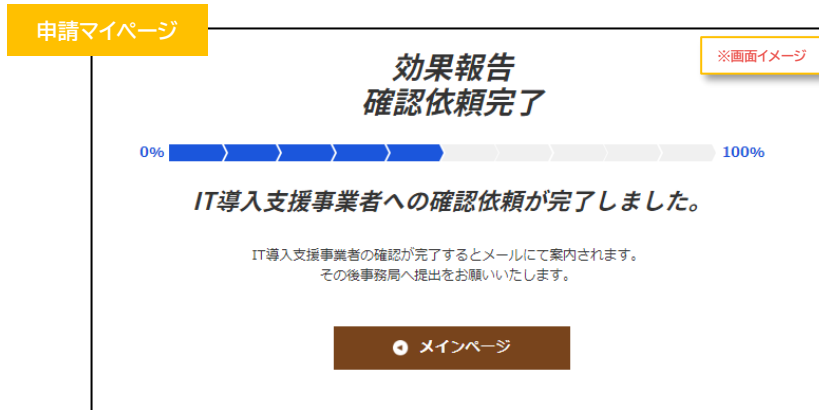 申請マイページ
※画面イメージ
効果報告
確認依頼完了
0% 100%
IT導入支援事業者への確認依頼が完了しました。
IT導入支援事業者の確認が完了するとメールにて案内されます。
その後事務局へ提出をお願いいたします。
メインページ